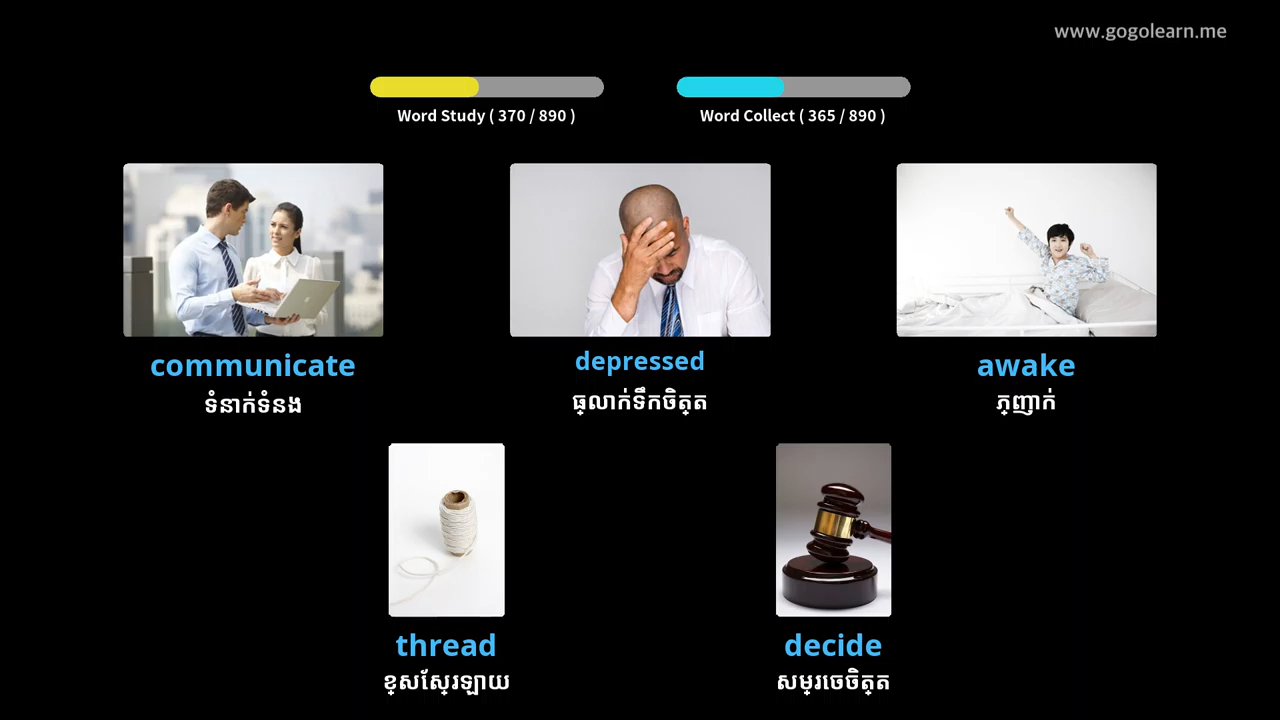 www.gogolearn.me
Word Study ( 370 / 890 )
Word Collect ( 365 / 890 )
communicate
depressed
awake
ទំនាក់ទំនង
ធ្លាក់ទឹកចិត្ត
ភ្ញាក់
thread
decide
ខ្សែស្រឡាយ
សម្រេចចិត្ត